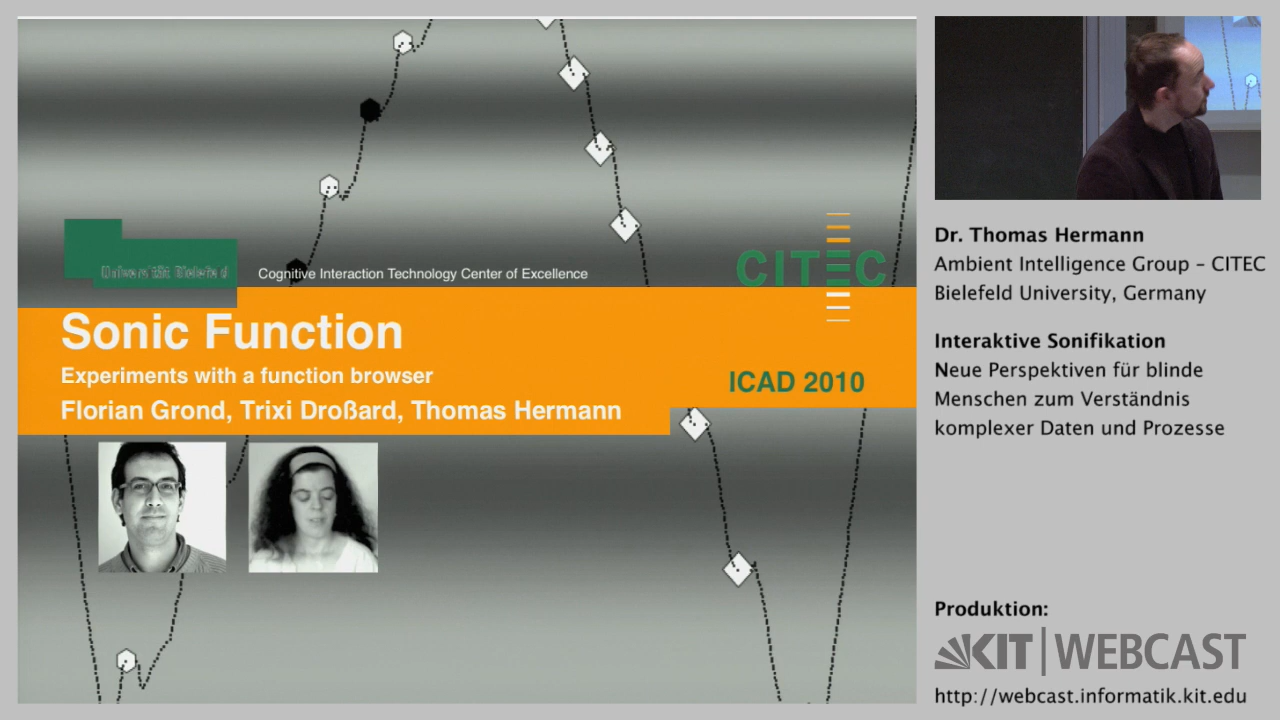 Universität Bielefeld
Cognitive Interaction Technology Center of Excellence
CITEC
Sonic Function
Experiments with a function browser
ICAD 2010
Florian Grond, Trixi Droßard, Thomas Hermann
Dr. Thomas Hermann
Ambient Intelligence Group – CITEC
Bielefeld University, Germany
Interaktive Sonifikation
Neue Perspektiven für blinde
Menschen zum Verständnis
komplexer Daten und Prozesse
Produktion:
KIT | WEBCAST
http://webcast.informatik.kit.edu